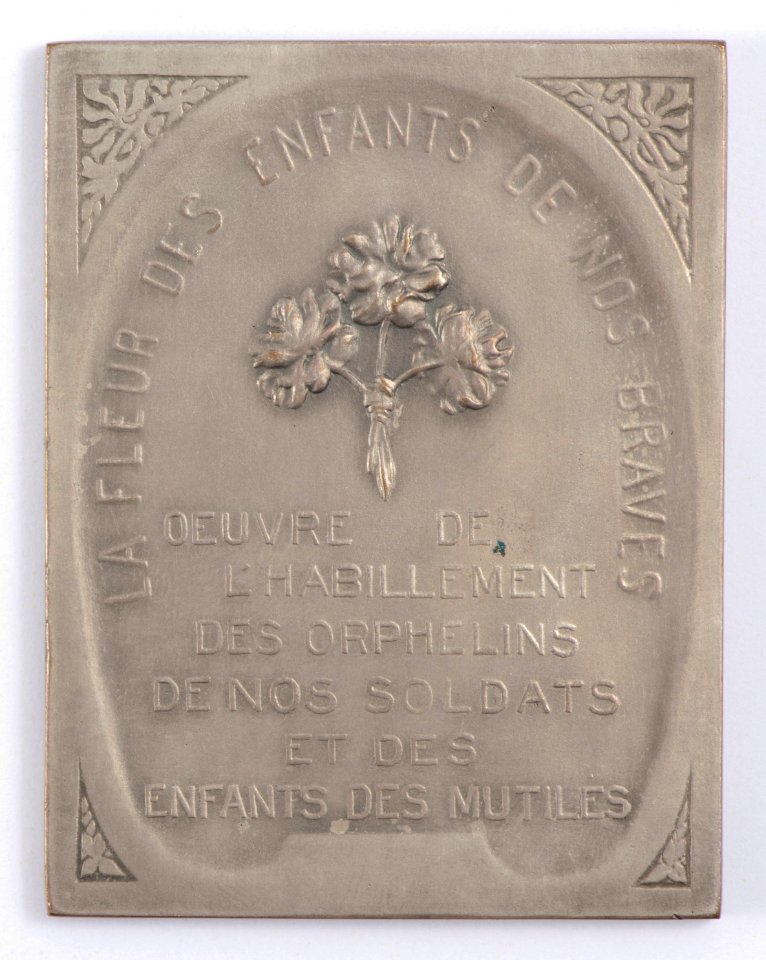 LA FLEUR DES ENFANTS DE NOS BRAVES
OEUVRE DE
L'HABILLEMENT
DES ORPHELINS
DE NOS SOLDATS
ET DES
ENFANTS DES MUTILES